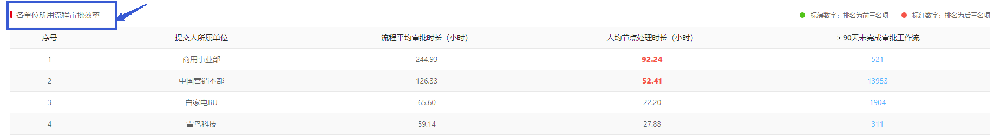 各单位所用流程审批效率
标绿数字：排名为前三名项 标红数字：排名为后三名项
序号 提交人所属单位 流程平均审批时长（小时） 人均节点处理时长（小时） > 90天未完成审批工作流
1 商用事业部 244.93 92.24 521
2 中国营销本部 126.33 52.41 13953
3 白家电BU 65.60 22.20 1904
4 雷鸟科技 59.14 27.88 311